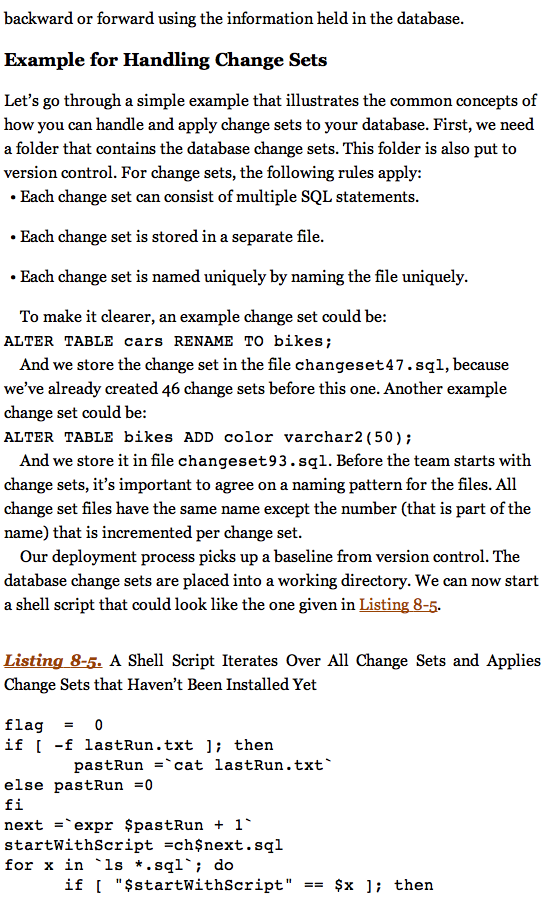 backward or forward using the information held in the database.
Example for Handling Change Sets
Let’s go through a simple example that illustrates the common concepts of
how you can handle and apply change sets to your database. First, we need
a folder that contains the database change sets. This folder is also put to
version control. For change sets, the following rules apply:
• Each change set can consist of multiple SQL statements.
• Each change set is stored in a separate file.
• Each change set is named uniquely by naming the file uniquely.
To make it clearer, an example change set could be:
ALTER TABLE cars RENAME TO bikes;
And we store the change set in the file changeset47.sql, because
we’ve already created 46 change sets before this one. Another example
change set could be:
ALTER TABLE bikes ADD color varchar2(50);
And we store it in file changeset93.sql. Before the team starts with
change sets, it’s important to agree on a naming pattern for the files. All
change set files have the same name except the number (that is part of the
name) that is incremented per change set.
Our deployment process picks up a baseline from version control. The
database change sets are placed into a working directory. We can now start
a shell script that could look like the one given in Listing 8-5.
Listing 8-5. A Shell Script Iterates Over All Change Sets and Applies
Change Sets that Haven’t Been Installed Yet
flag = 0
if [ -f lastRun.txt ]; then
pastRun =`cat lastRun.txt`
else pastRun =0
fi
next =`expr $pastRun + 1`
startWithScript =ch$next.sql
for x in `ls *.sql`; do
if [ "$startWithScript" == $x ]; then